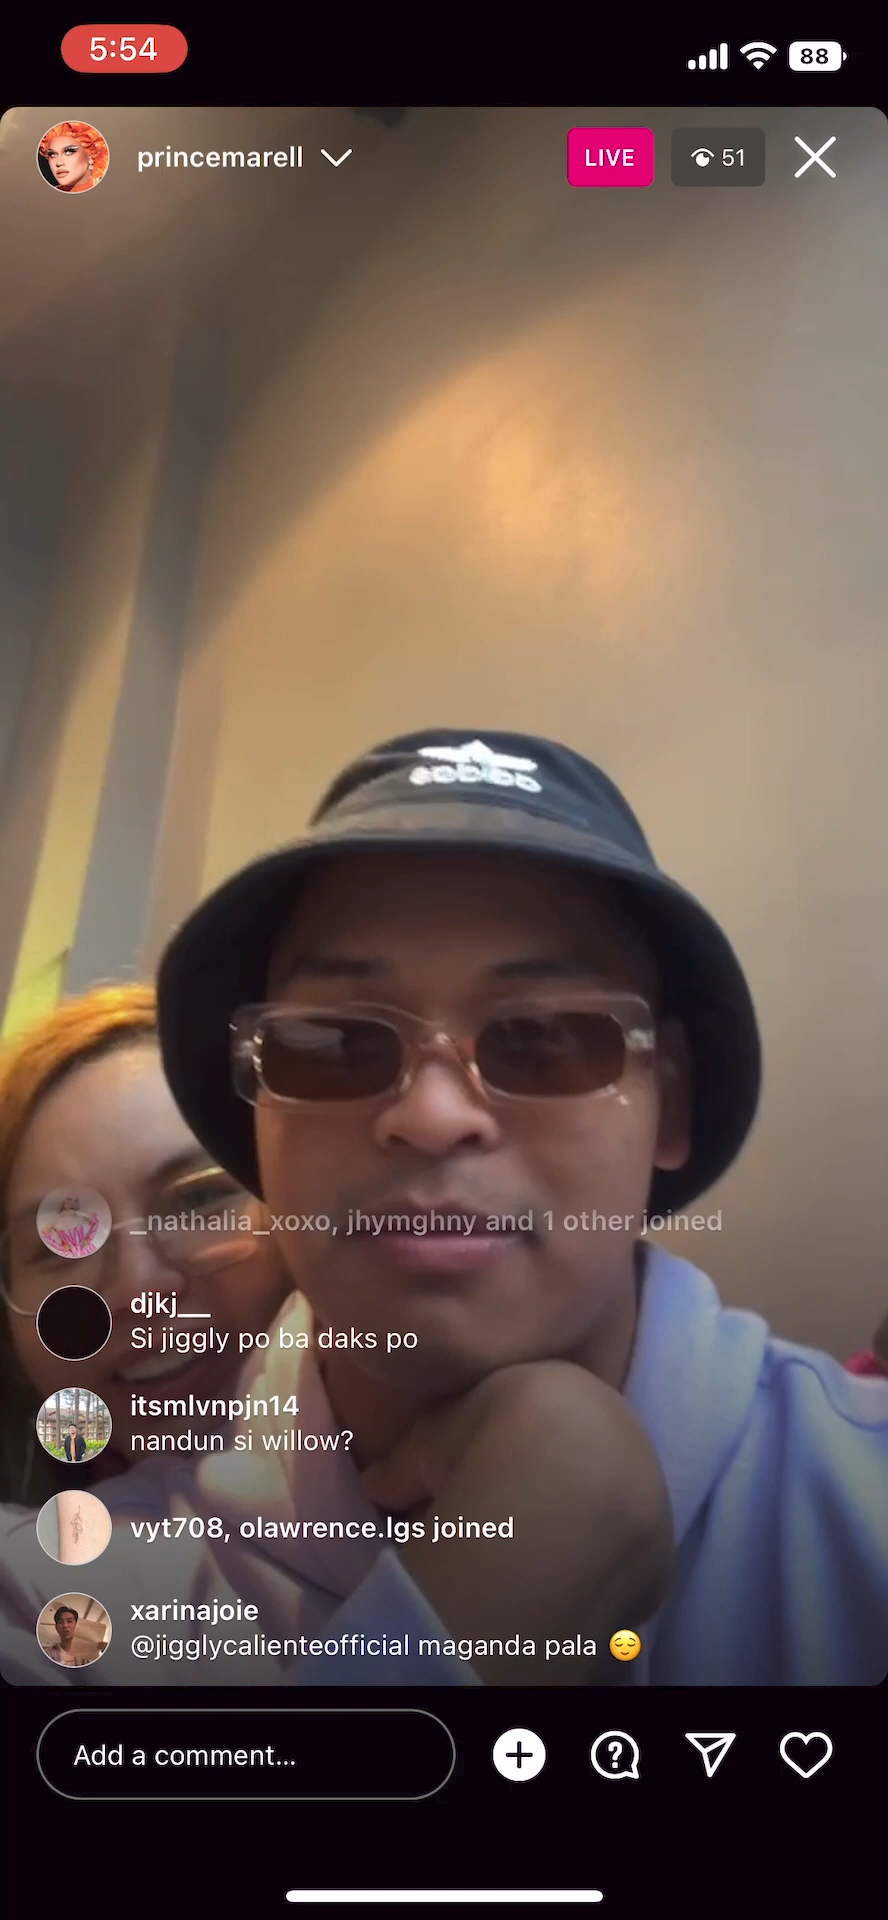 5:54
88
princemarell
LIVE
51
_nathalia_xoxo, jhymghny and 1 other joined
djkj__
Si jiggly po ba daks po
itsmlvnpjn14
nandun si willow?
vyt708, olawrence.lgs joined
xarinajoie
@jigglycalienteofficial maganda pala 😌
Add a comment...